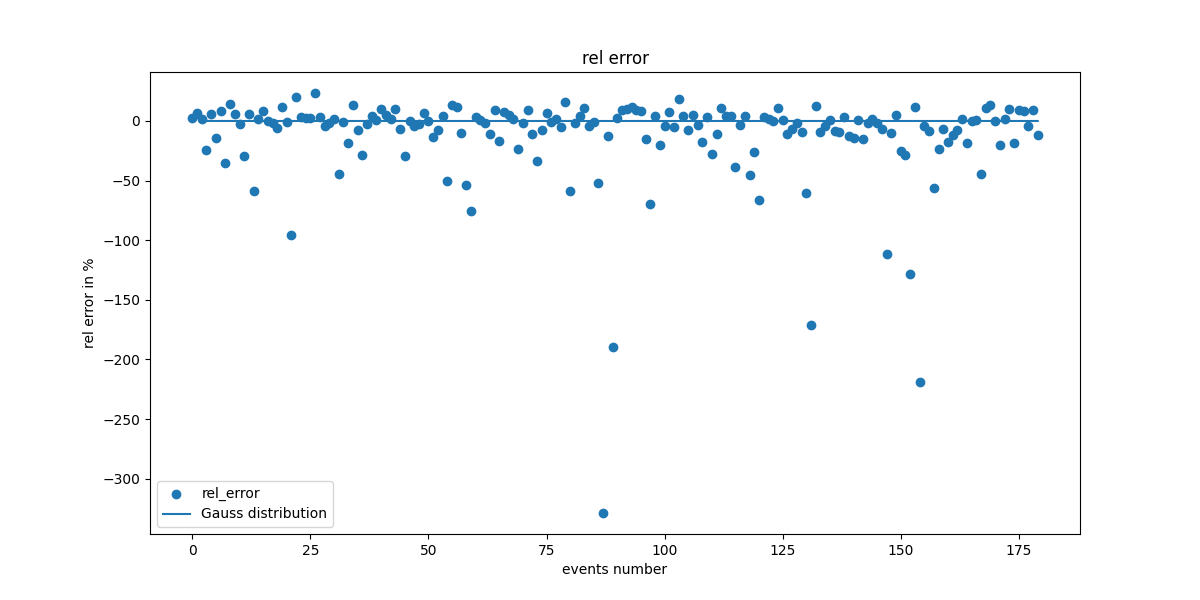 rel error
rel error in %
0
−50
−100
−150
−200
−250
−300
rel_error
Gauss distribution
0 25 50 75 100 125 150 175
events number